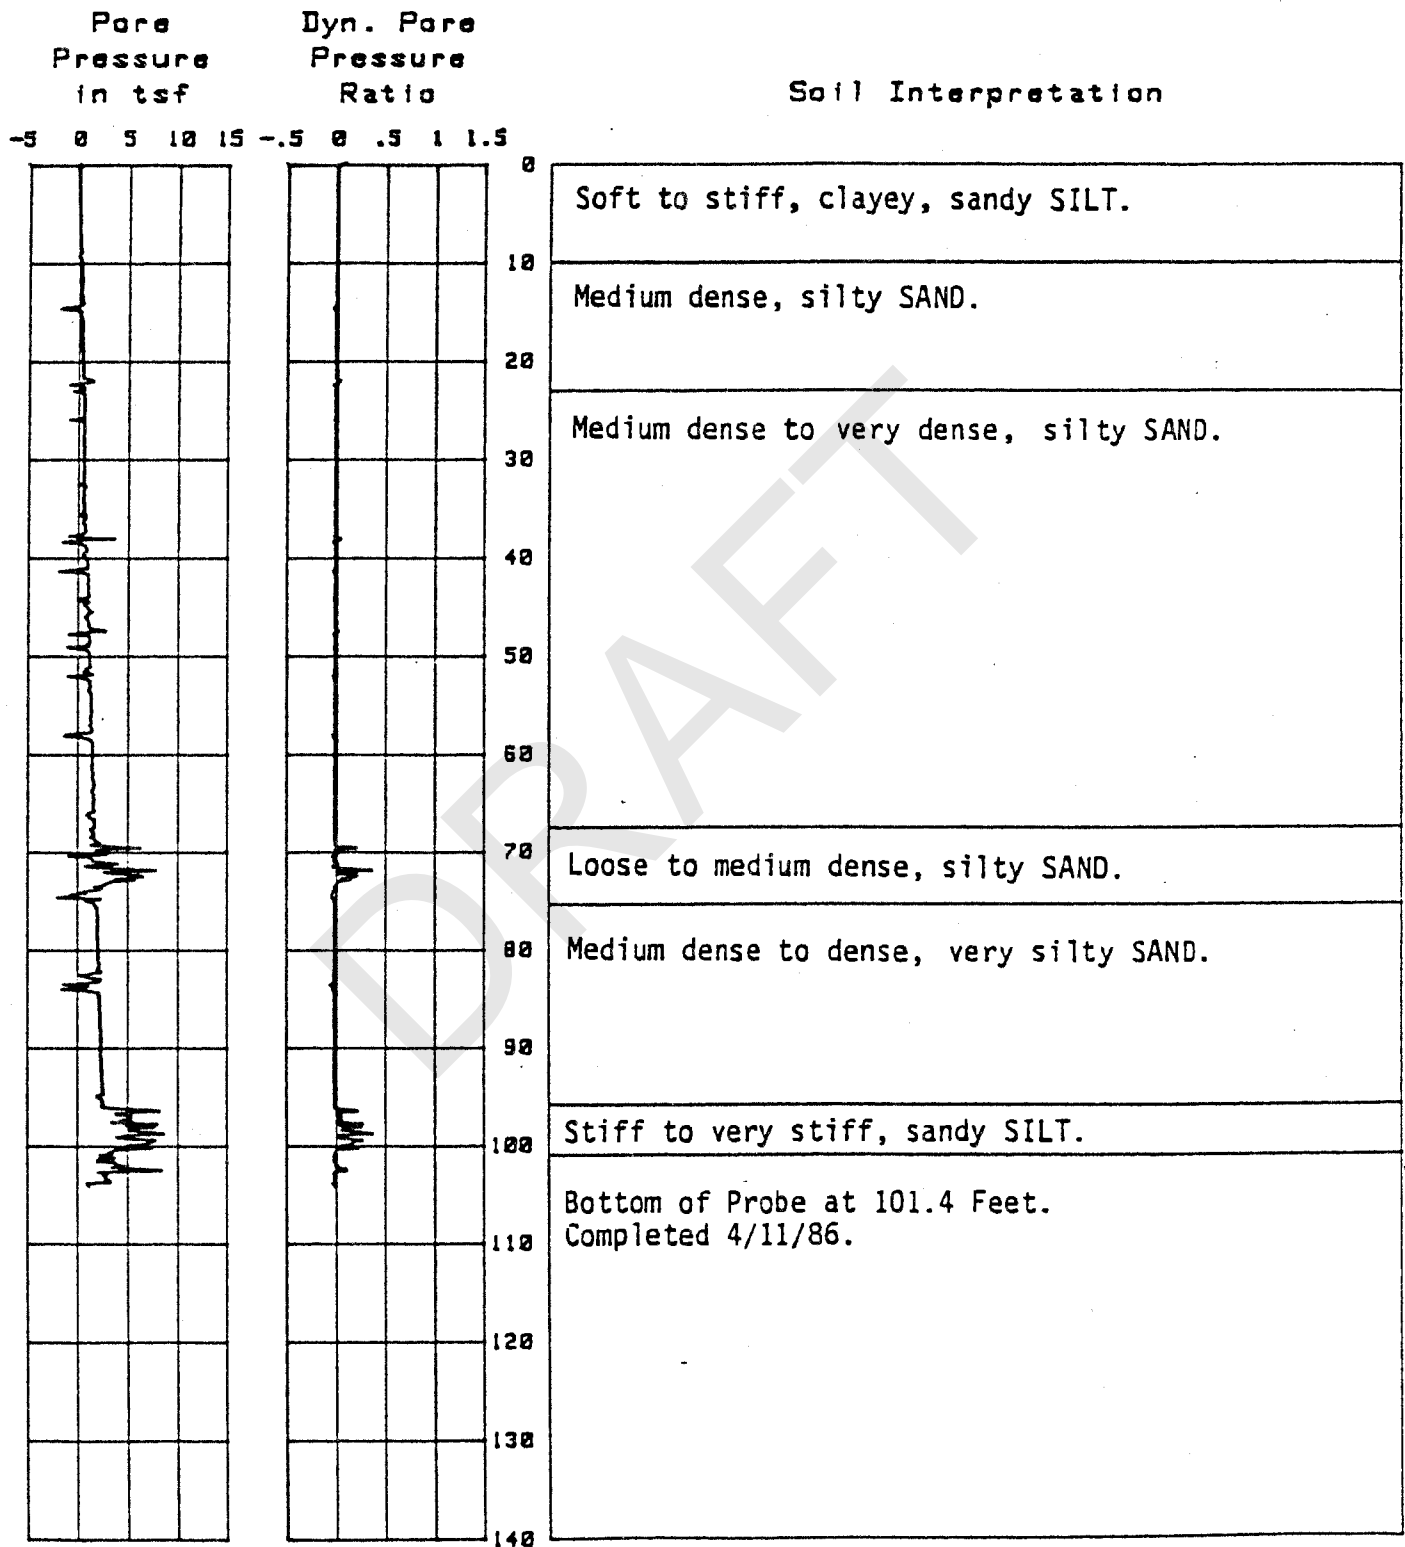 Pore
Pressure
in tsf
Dyn. Pore
Pressure
Ratio
Soil Interpretation
-5 0 5 10 15
-.5 0 .5 1 1.5
0
Soft to stiff, clayey, sandy SILT.
10
Medium dense, silty SAND.
20
Medium dense to very dense, silty SAND.
30
40
50
60
70
Loose to medium dense, silty SAND.
80
Medium dense to dense, very silty SAND.
90
Stiff to very stiff, sandy SILT.
100
Bottom of Probe at 101.4 Feet.
Completed 4/11/86.
110
120
130
140
DRAFT